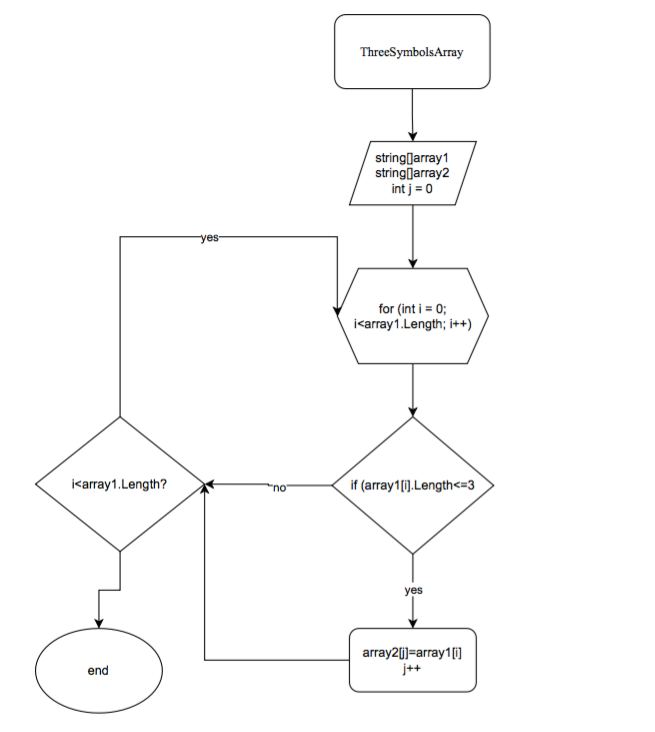 ThreeSymbolsArray
string[]array1
string[]array2
int j = 0
yes
for (int i = 0;
i<array1.Length; i++)
i<array1.Length?
no
if (array1[i].Length<=3
yes
array2[j]=array1[i]
j++
end